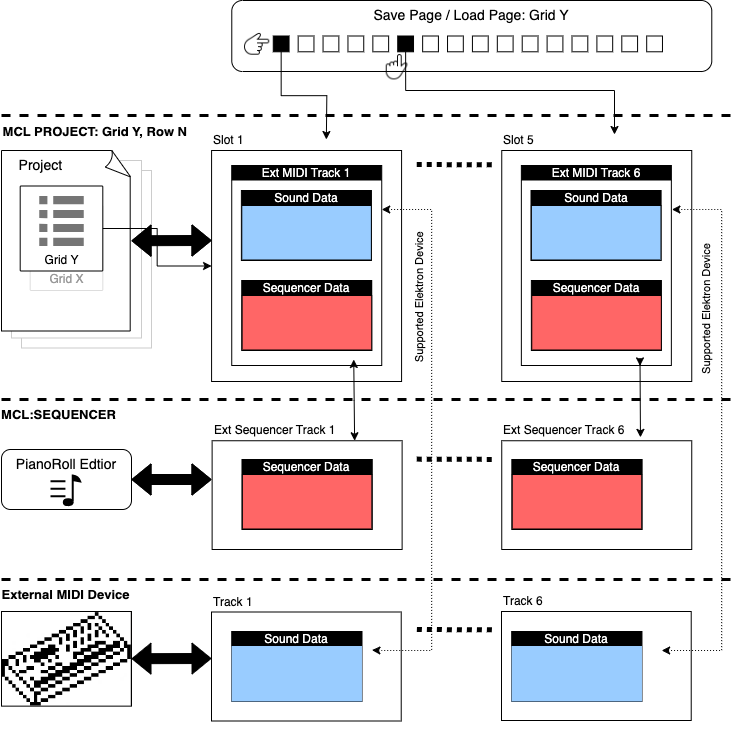 Save Page / Load Page: Grid Y
MCL PROJECT: Grid Y, Row N
Slot 1
Slot 5
Project
Grid Y
Grid X
Ext MIDI Track 1
Sound Data
Sequencer Data
Supported Elektron Device
Ext MIDI Track 6
Sound Data
Sequencer Data
Supported Elektron Device
MCL:SEQUENCER
Ext Sequencer Track 1
Ext Sequencer Track 6
PianoRoll Edtior
Sequencer Data
Sequencer Data
External MIDI Device
Track 1
Track 6
Sound Data
Sound Data